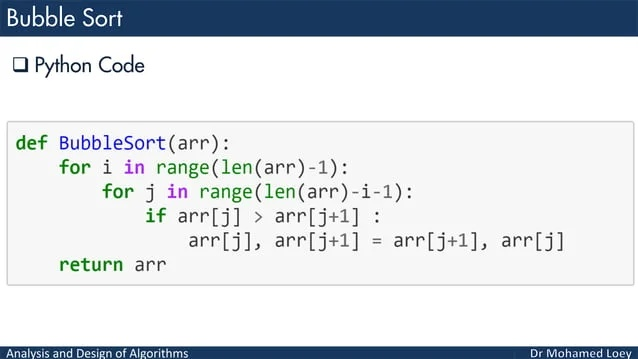 Bubble Sort
❑ Python Code
def BubbleSort(arr):
    for i in range(len(arr)-1):
        for j in range(len(arr)-i-1):
            if arr[j] > arr[j+1] :
                arr[j], arr[j+1] = arr[j+1], arr[j]
    return arr
Analysis and Design of Algorithms
Dr Mohamed Loey